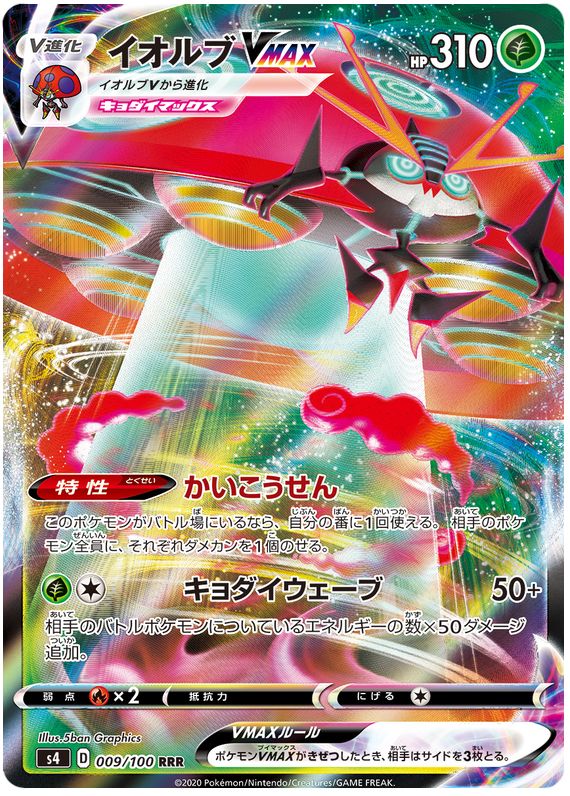 V進化
イオルブVMAX
HP310
イオルブVから進化
キョダイマックス
特性 とくせい かいこうせん
このポケモンがバトル場にいるなら、自分の番に1回使える。相手のポケ
モン全員に、それぞれダメカンを1個のせる。
キョダイウェーブ 50+
相手のバトルポケモンについているエネルギーの数×50ダメージ
追加。
弱点 ×2 抵抗力 にげる
Illus.5ban Graphics
VMAXルール
ポケモンVMAXがきぜつしたとき、相手はサイドを3枚とる。
s4 D 009/100 RRR
©2020 Pokémon/Nintendo/Creatures/GAME FREAK.